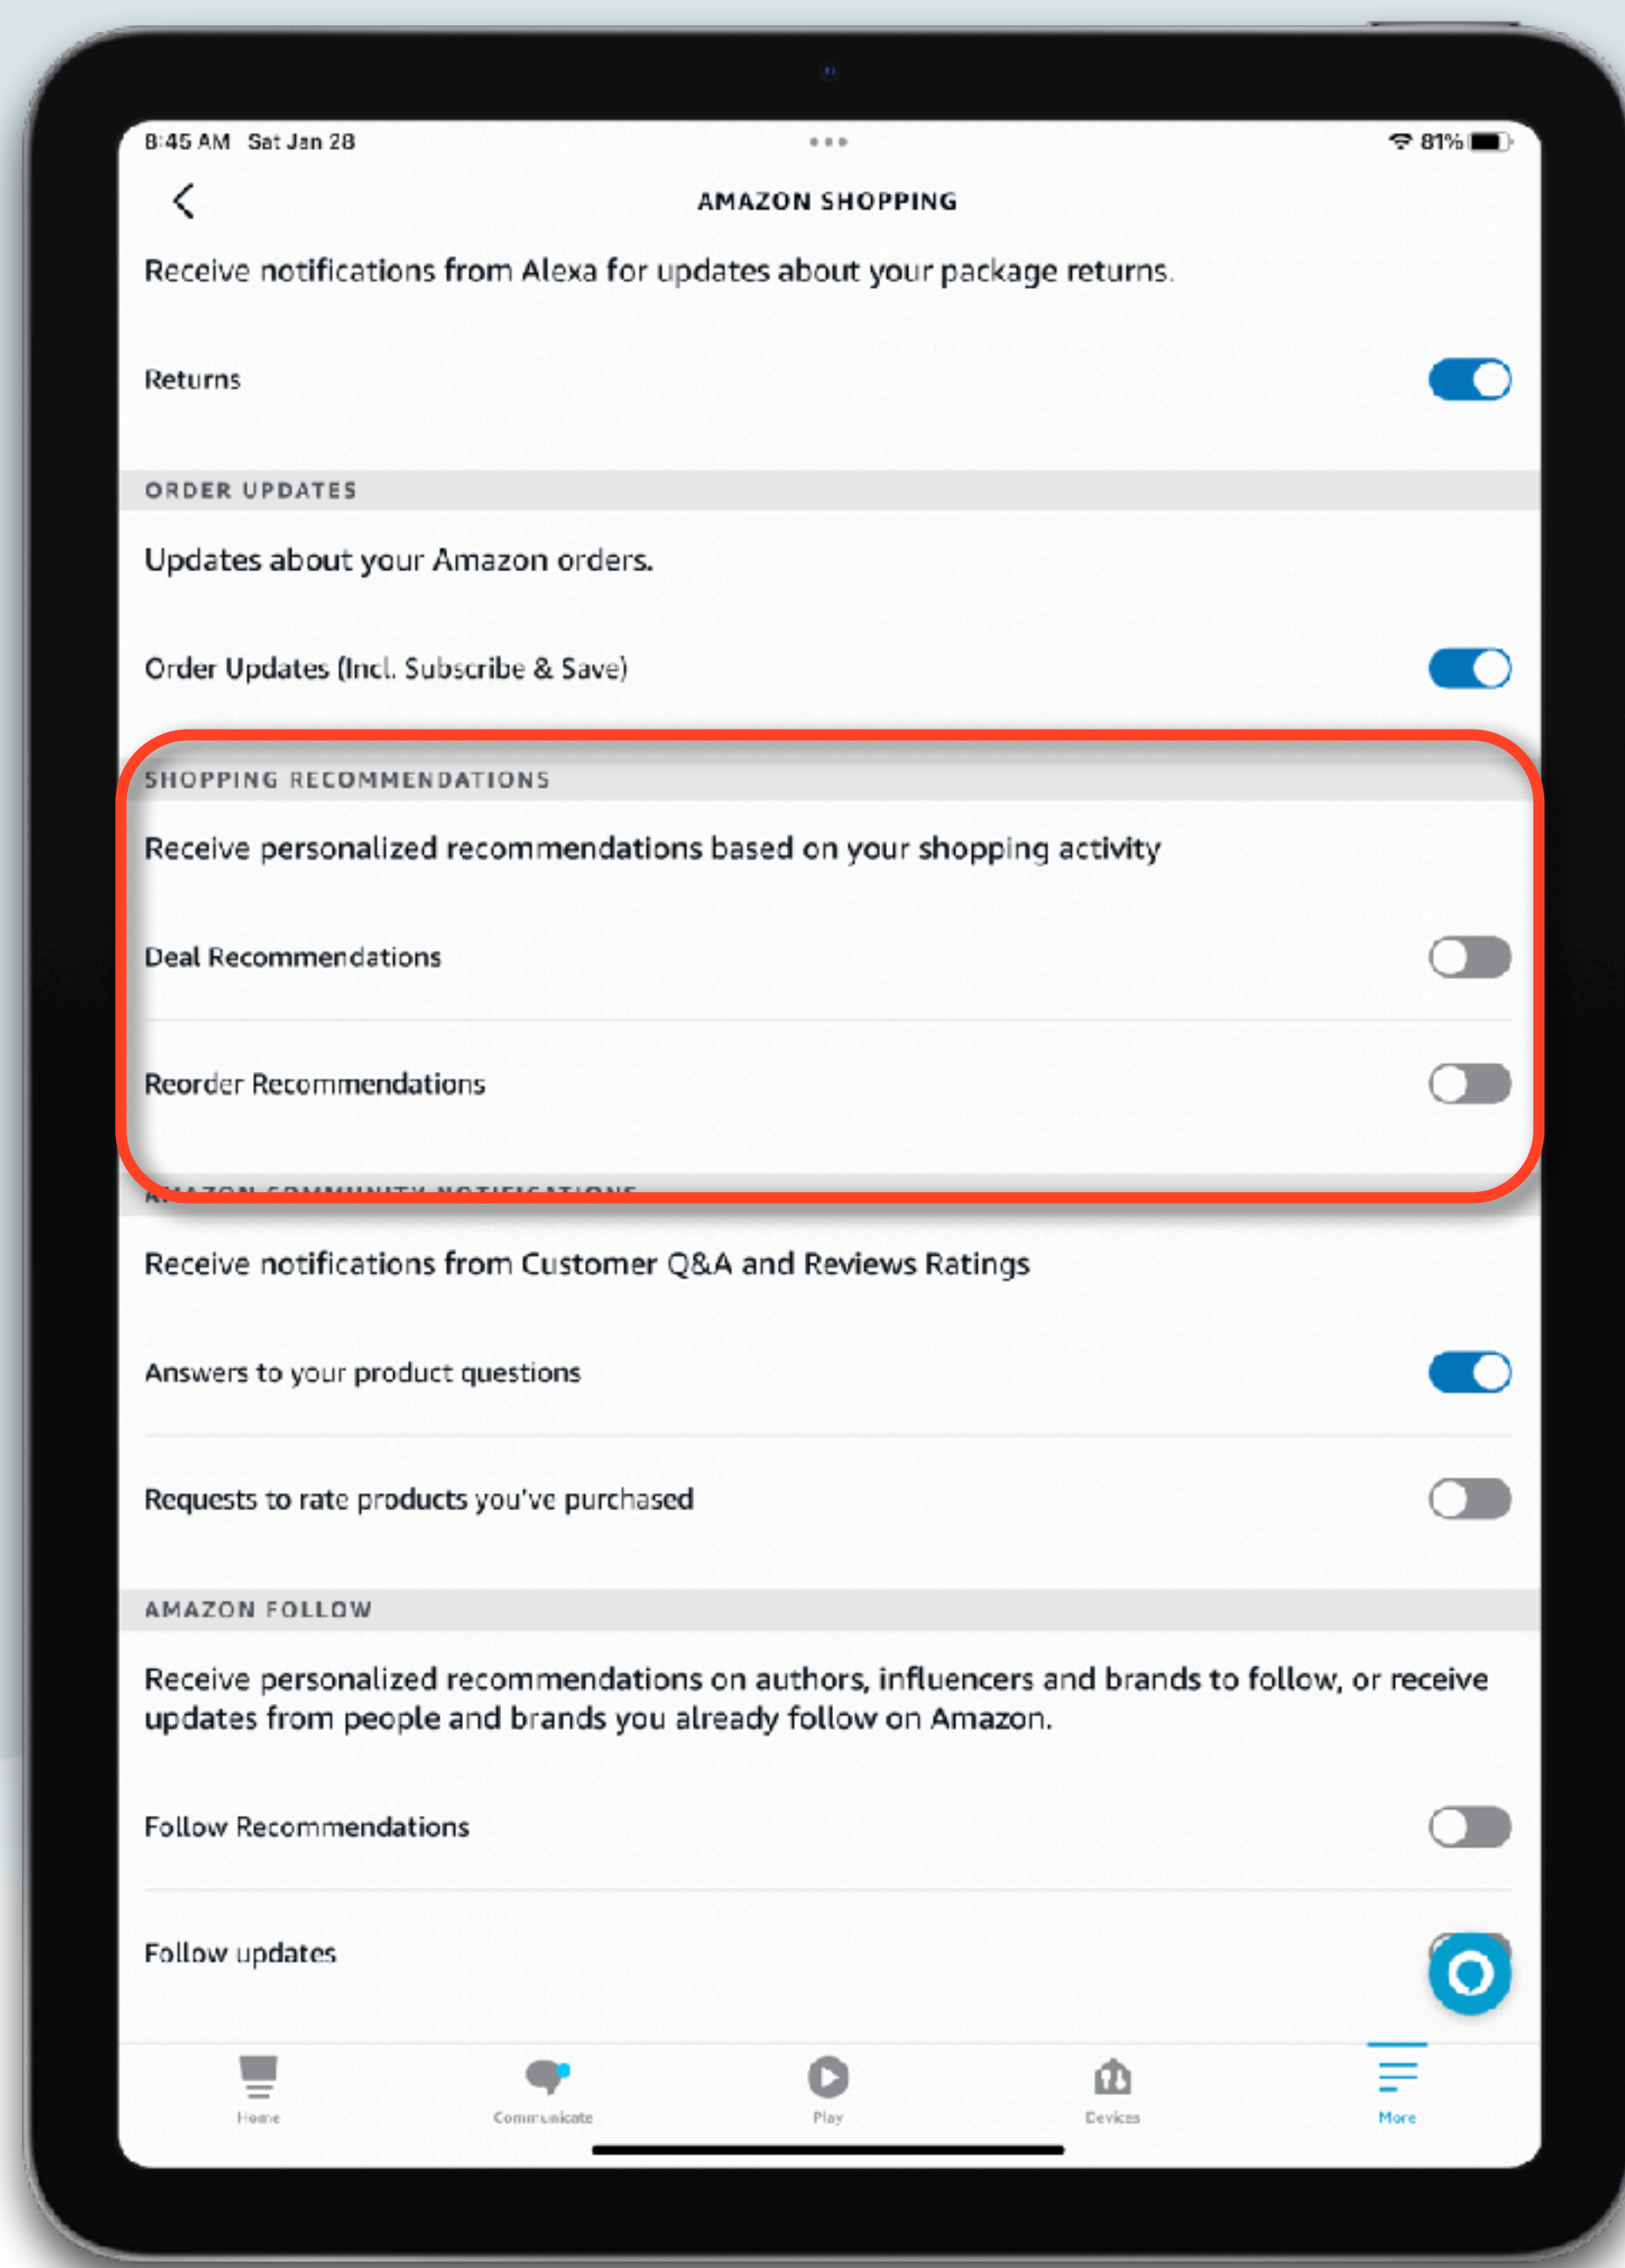 8:45 AM Sat Jan 28
81%
AMAZON SHOPPING
Receive notifications from Alexa for updates about your package returns.
Returns
ORDER UPDATES
Updates about your Amazon orders.
Order Updates (Incl. Subscribe & Save)
SHOPPING RECOMMENDATIONS
Receive personalized recommendations based on your shopping activity
Deal Recommendations
Reorder Recommendations
AMAZON COMMUNITY NOTIFICATIONS
Receive notifications from Customer Q&A and Reviews Ratings
Answers to your product questions
Requests to rate products you've purchased
AMAZON FOLLOW
Receive personalized recommendations on authors, influencers and brands to follow, or receive
updates from people and brands you already follow on Amazon.
Follow Recommendations
Follow updates
Home Communicate Play Devices More